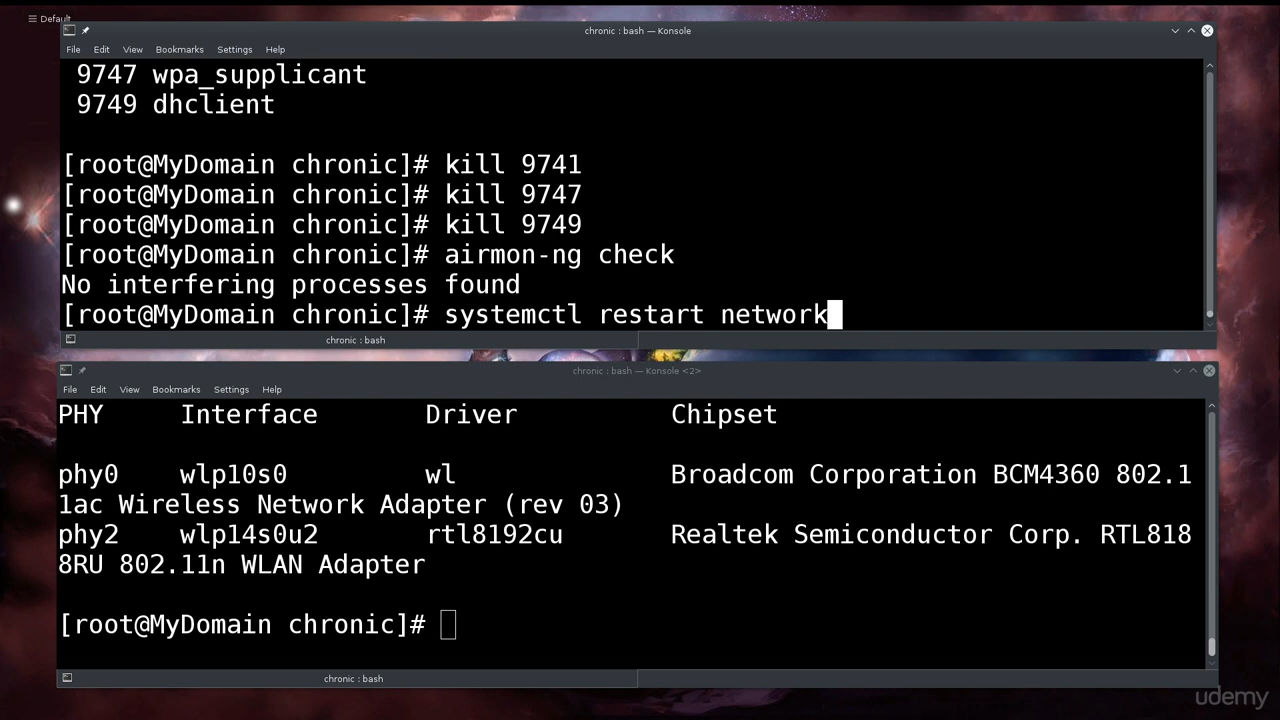 Default
chronic : bash — Konsole
File Edit View Bookmarks Settings Help
9747 wpa_supplicant
9749 dhclient
[root@MyDomain chronic]# kill 9741
[root@MyDomain chronic]# kill 9747
[root@MyDomain chronic]# kill 9749
[root@MyDomain chronic]# airmon-ng check
No interfering processes found
[root@MyDomain chronic]# systemctl restart network
chronic : bash
chronic : bash — Konsole <2>
File Edit View Bookmarks Settings Help
PHY Interface Driver Chipset
phy0 wlp10s0 wl Broadcom Corporation BCM4360 802.1
1ac Wireless Network Adapter (rev 03)
phy2 wlp14s0u2 rtl8192cu Realtek Semiconductor Corp. RTL818
8RU 802.11n WLAN Adapter
[root@MyDomain chronic]#
chronic : bash
udemy